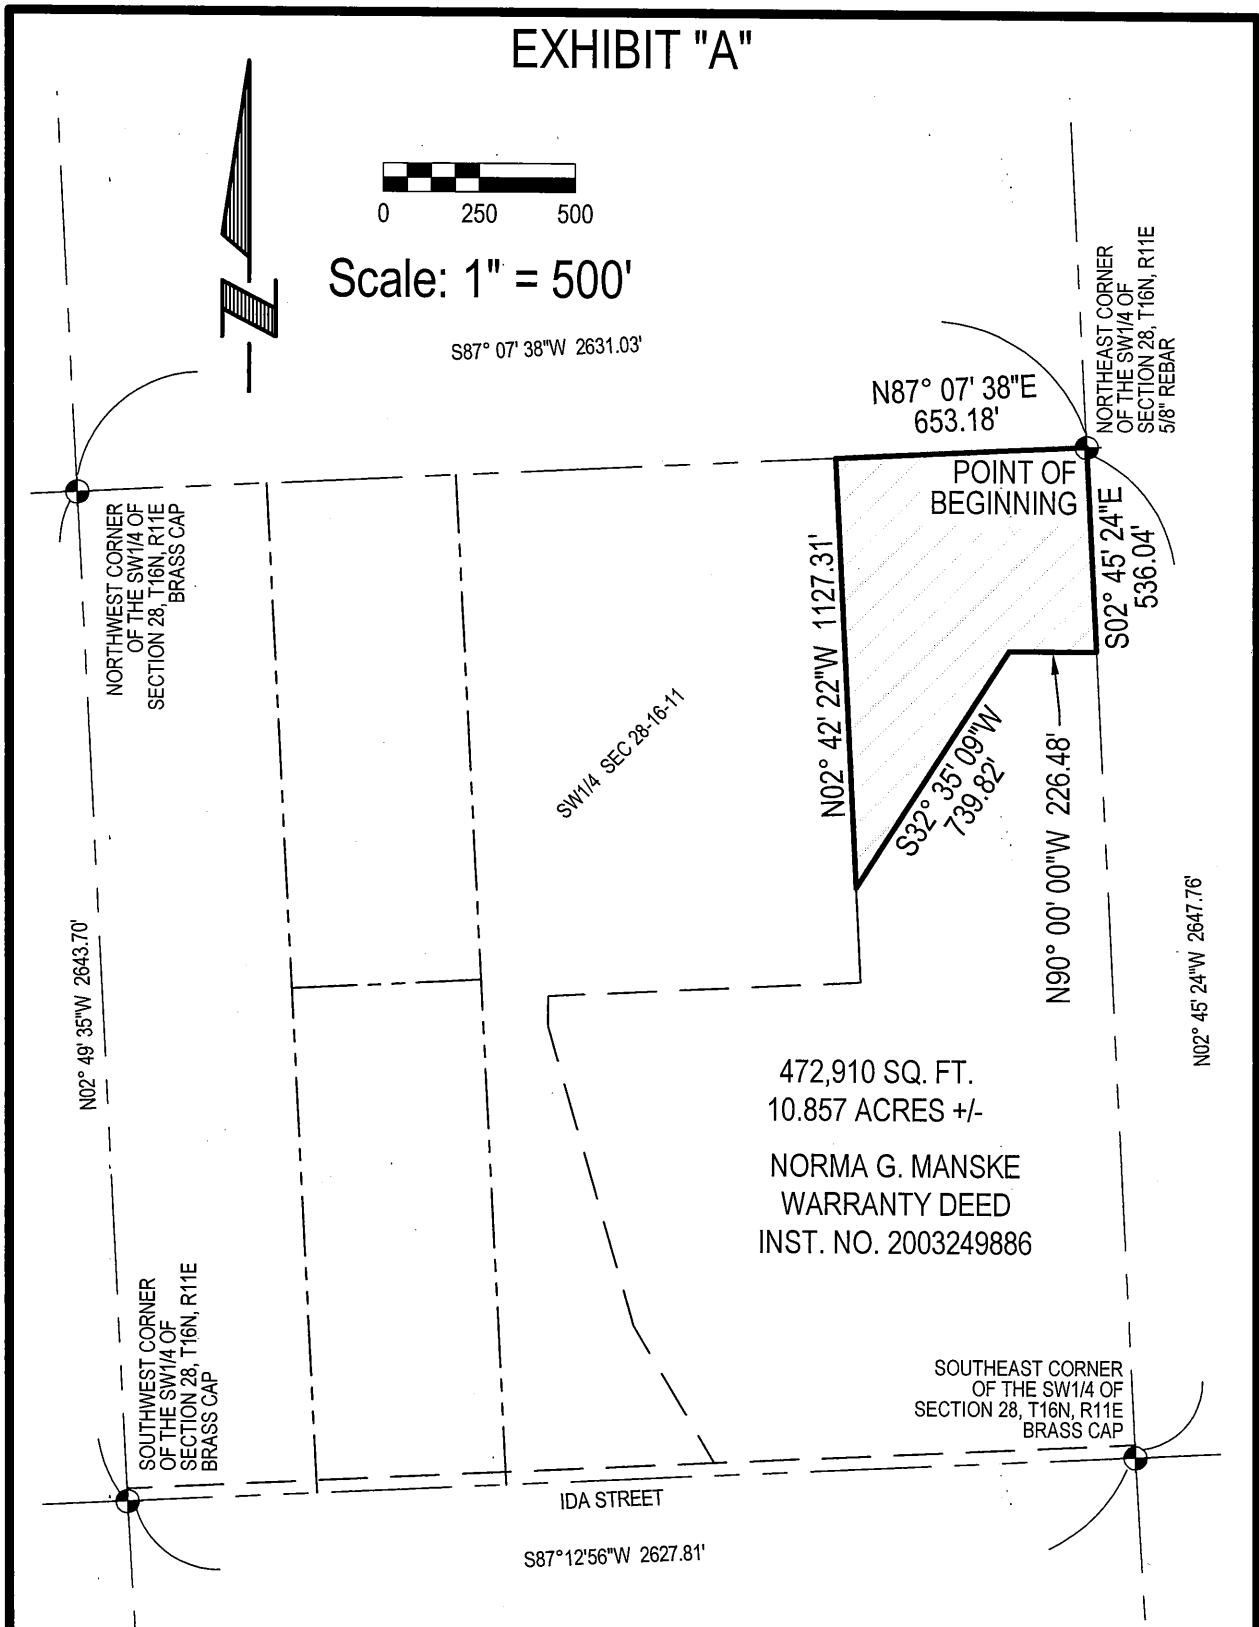 EXHIBIT "A"
0 250 500
Scale: 1" = 500'
S87° 07' 38"W 2631.03'
N87° 07' 38"E
653.18'
NORTHEAST CORNER
OF THE SW1/4 OF
SECTION 28, T16N, R11E
5/8" REBAR
POINT OF
BEGINNING
S02° 45' 24"E
536.04'
NORTHWEST CORNER
OF THE SW1/4 OF
SECTION 28, T16N, R11E
BRASS CAP
N02° 42' 22"W 1127.31'
SW1/4 SEC 28-16-11
S32° 35' 09"W
739.82'
N90° 00' 00"W 226.48'
N02° 49' 35"W 2643.70'
N02° 45' 24"W 2647.76'
472,910 SQ. FT.
10.857 ACRES +/-
NORMA G. MANSKE
WARRANTY DEED
INST. NO. 2003249886
SOUTHWEST CORNER
OF THE SW1/4 OF
SECTION 28, T16N, R11E
BRASS CAP
SOUTHEAST CORNER
OF THE SW1/4 OF
SECTION 28, T16N, R11E
BRASS CAP
IDA STREET
S87°12'56"W 2627.81'